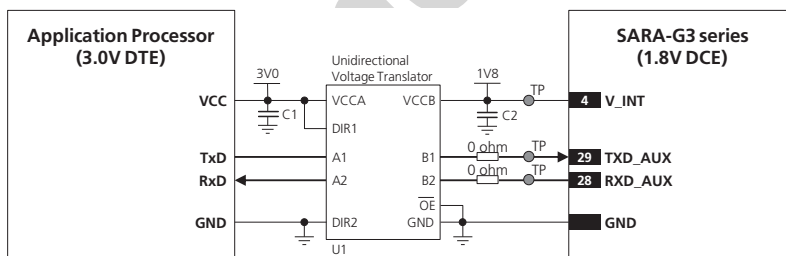 Application Processor
(3.0V DTE)
SARA-G3 series
(1.8V DCE)
Unidirectional
Voltage Translator
3V0
1V8
TP
VCC
VCCA
VCCB
4
V_INT
C1
C2
DIR1
0 ohm
TP
TxD
A1
B1
29
TXD_AUX
0 ohm
TP
RxD
A2
B2
28
RXD_AUX
OE
GND
DIR2
GND
GND
U1